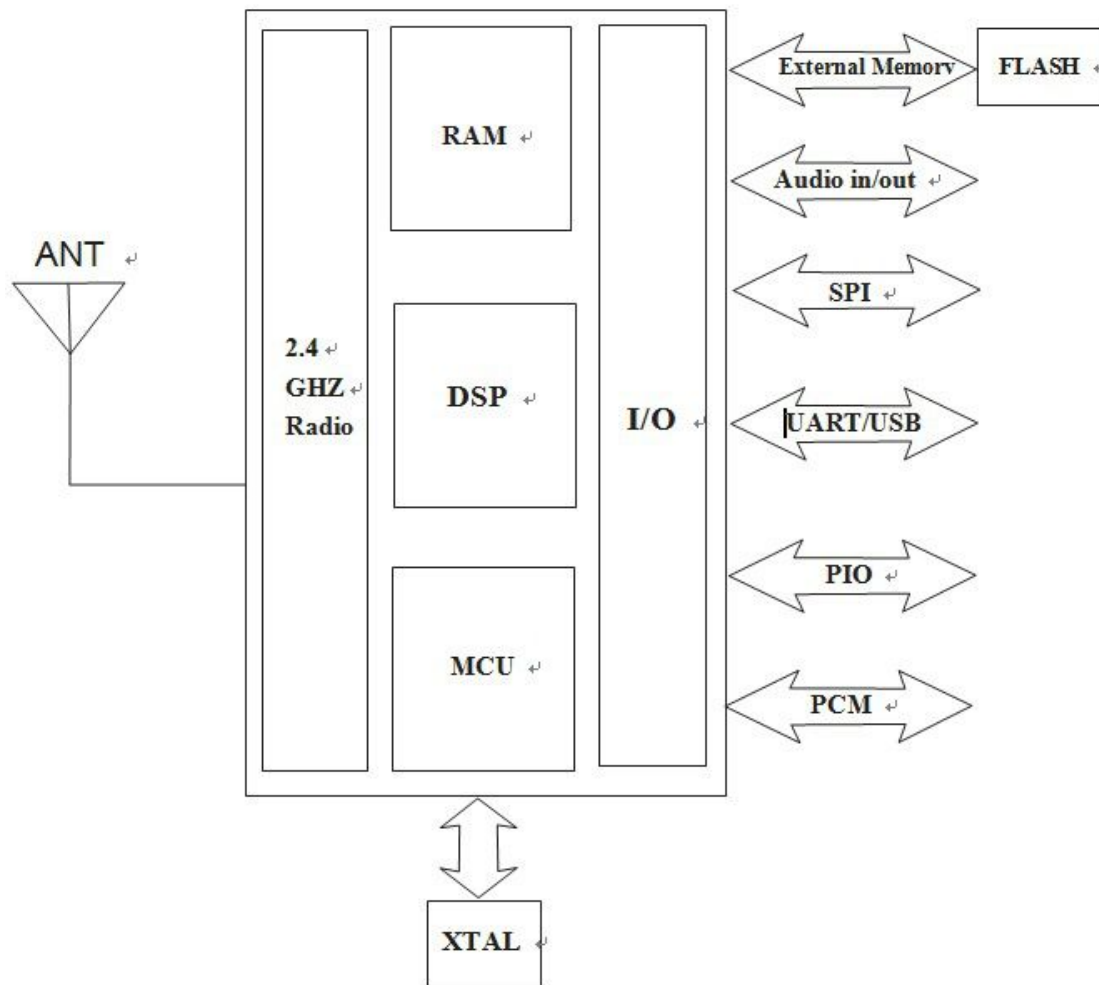 ANT
2.4
GHZ
Radio
RAM
DSP
MCU
I/O
External Memory
FLASH
Audio in/out
SPI
UART/USB
PIO
PCM
XTAL